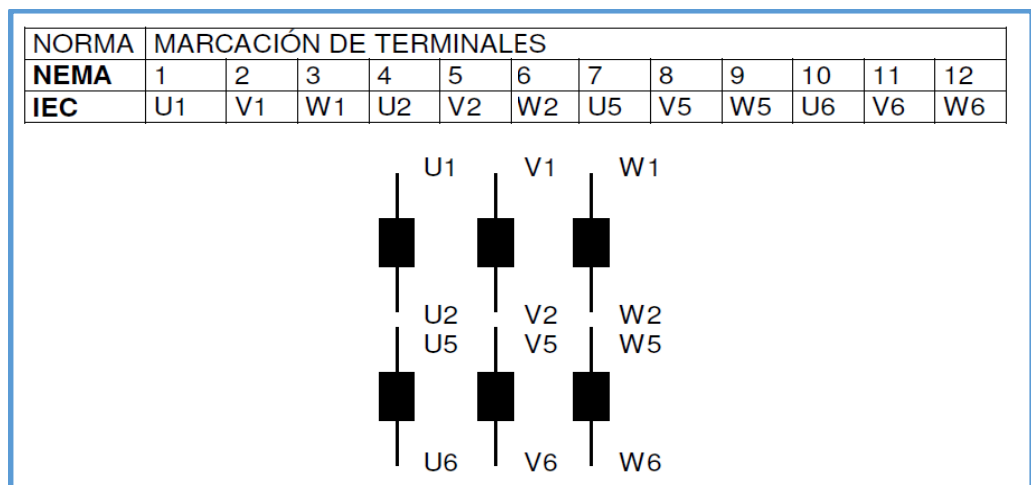 NORMA MARCACIÓN DE TERMINALES
NEMA 1 2 3 4 5 6 7 8 9 10 11 12
IEC U1 V1 W1 U2 V2 W2 U5 V5 W5 U6 V6 W6
U1 V1 W1
U2 V2 W2
U5 V5 W5
U6 V6 W6